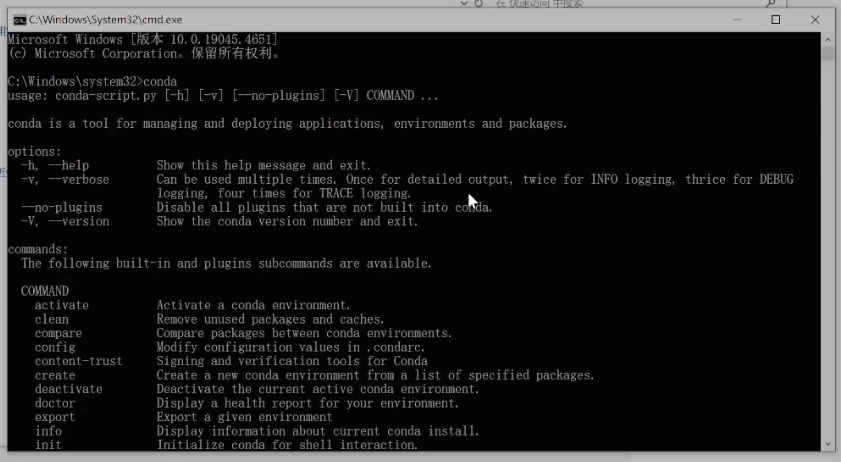 在 快速访问 中搜索
C:\Windows\System32\cmd.exe
Microsoft Windows [版本 10.0.19045.4651]
(c) Microsoft Corporation。保留所有权利。
C:\Windows\system32>conda
usage: conda-script.py [-h] [-v] [--no-plugins] [-V] COMMAND ...
conda is a tool for managing and deploying applications, environments and packages.
options:
-h, --help Show this help message and exit.
-v, --verbose Can be used multiple times. Once for detailed output, twice for INFO logging, thrice for DEBUG
logging, four times for TRACE logging.
--no-plugins Disable all plugins that are not built into conda.
-V, --version Show the conda version number and exit.
commands:
The following built-in and plugins subcommands are available.
COMMAND
activate Activate a conda environment.
clean Remove unused packages and caches.
compare Compare packages between conda environments.
config Modify configuration values in .condarc.
content-trust Signing and verification tools for Conda
create Create a new conda environment from a list of specified packages.
deactivate Deactivate the current active conda environment.
doctor Display a health report for your environment.
export Export a given environment
info Display information about current conda install.
init Initialize conda for shell interaction.